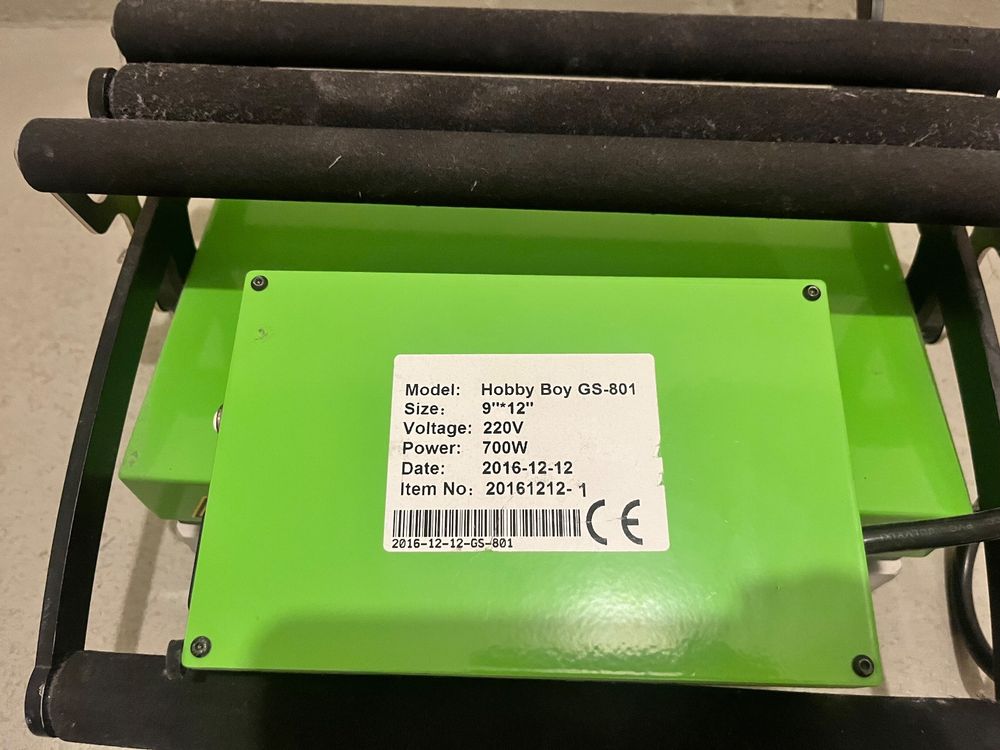 Model: Hobby Boy GS-801
Size: 9"*12"
Voltage: 220V
Power: 700W
Date: 2016-12-12
Item No: 20161212-1
CE
2016-12-12-GS-801